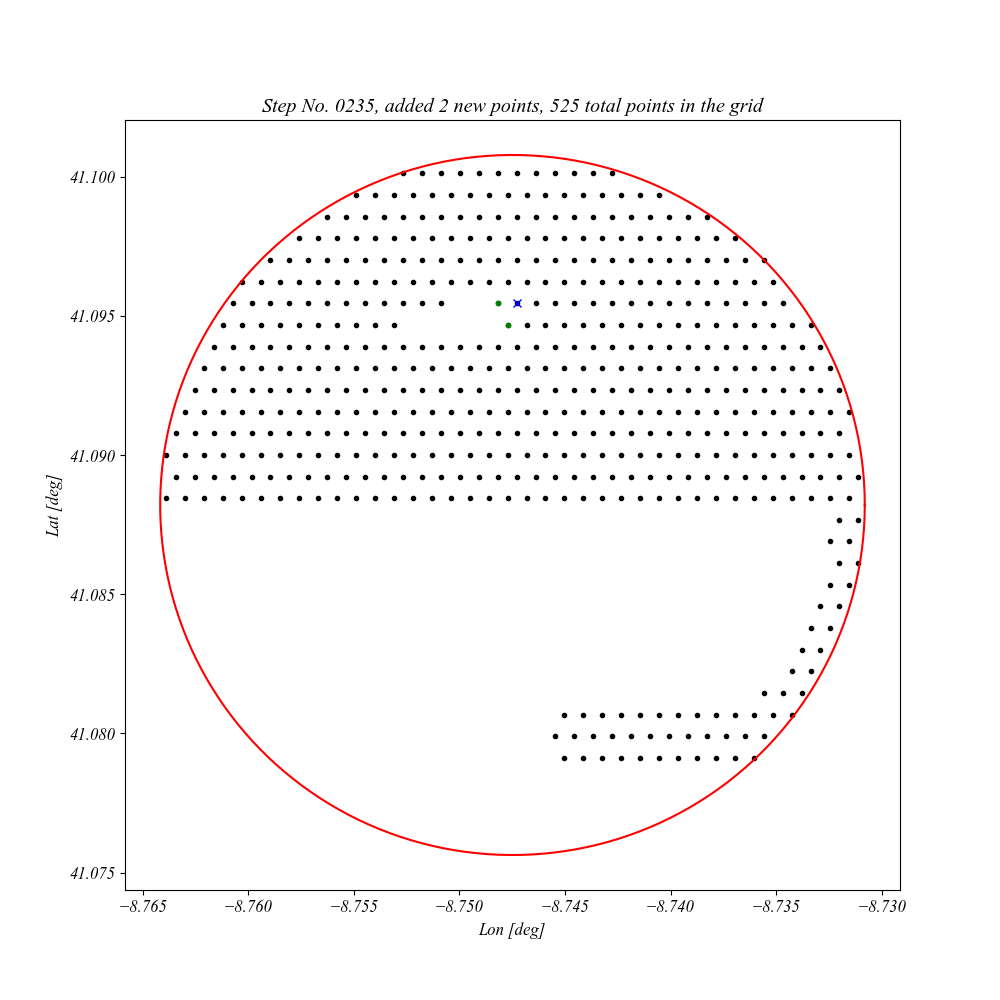 Step No. 0235, added 2 new points, 525 total points in the grid
41.100
41.095
41.090
41.085
41.080
41.075
Lat [deg]
−8.765 −8.760 −8.755 −8.750 −8.745 −8.740 −8.735 −8.730
Lon [deg]